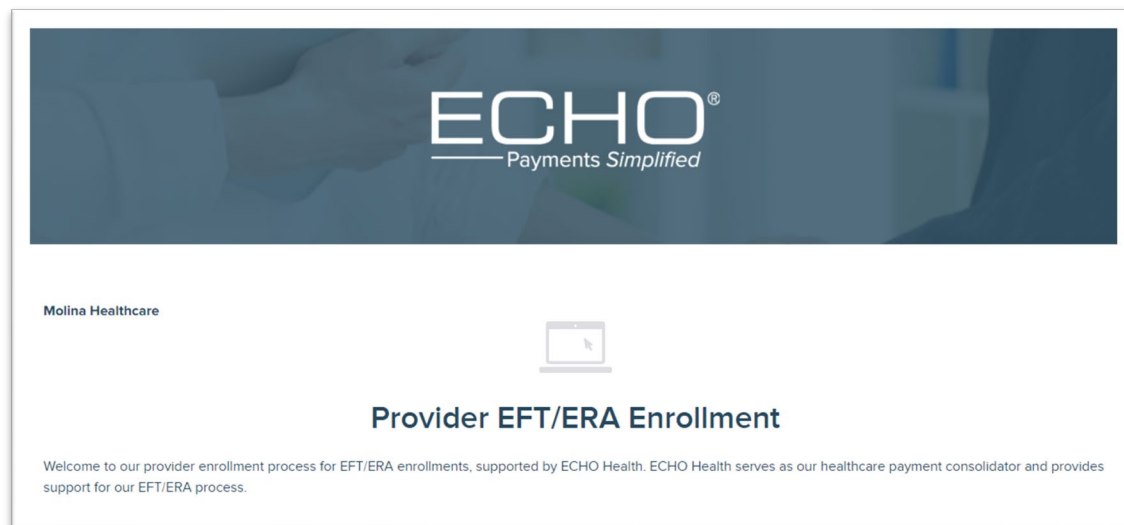 ECHO®
Payments Simplified
Molina Healthcare
Provider EFT/ERA Enrollment
Welcome to our provider enrollment process for EFT/ERA enrollments, supported by ECHO Health. ECHO Health serves as our healthcare payment consolidator and provides
support for our EFT/ERA process.